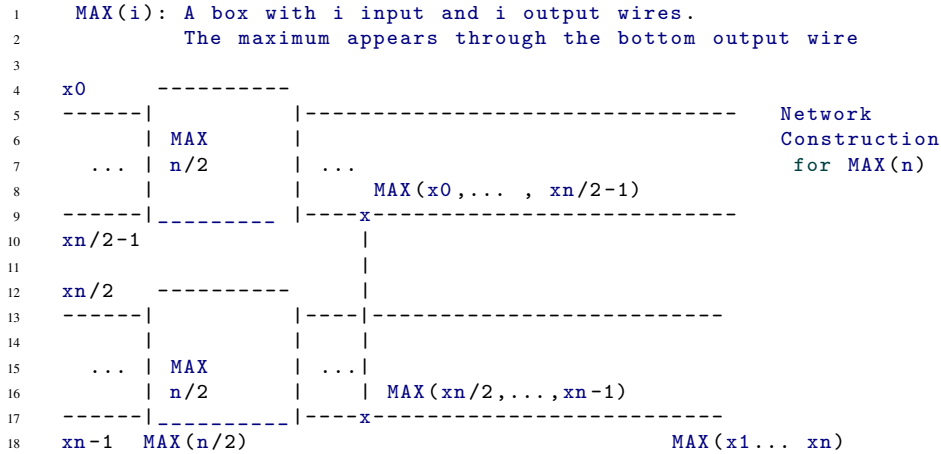 1 MAX(i): A box with i input and i output wires.
2 The maximum appears through the bottom output wire
3
4 x0 ----------
5 ------| |-------------------------------- Network
6 | MAX | Construction
7 ... | n/2 | ... for MAX(n)
8 | | MAX(x0,... , xn/2-1)
9 ------|_________ |----x---------------------------
10 xn/2-1 |
11 |
12 xn/2 ---------- |
13 ------| |----|--------------------------
14 | | |
15 ... | MAX | ...|
16 | n/2 | | MAX(xn/2,...,xn-1)
17 ------|__________|----x--------------------------
18 xn-1 MAX(n/2) MAX(x1... xn)